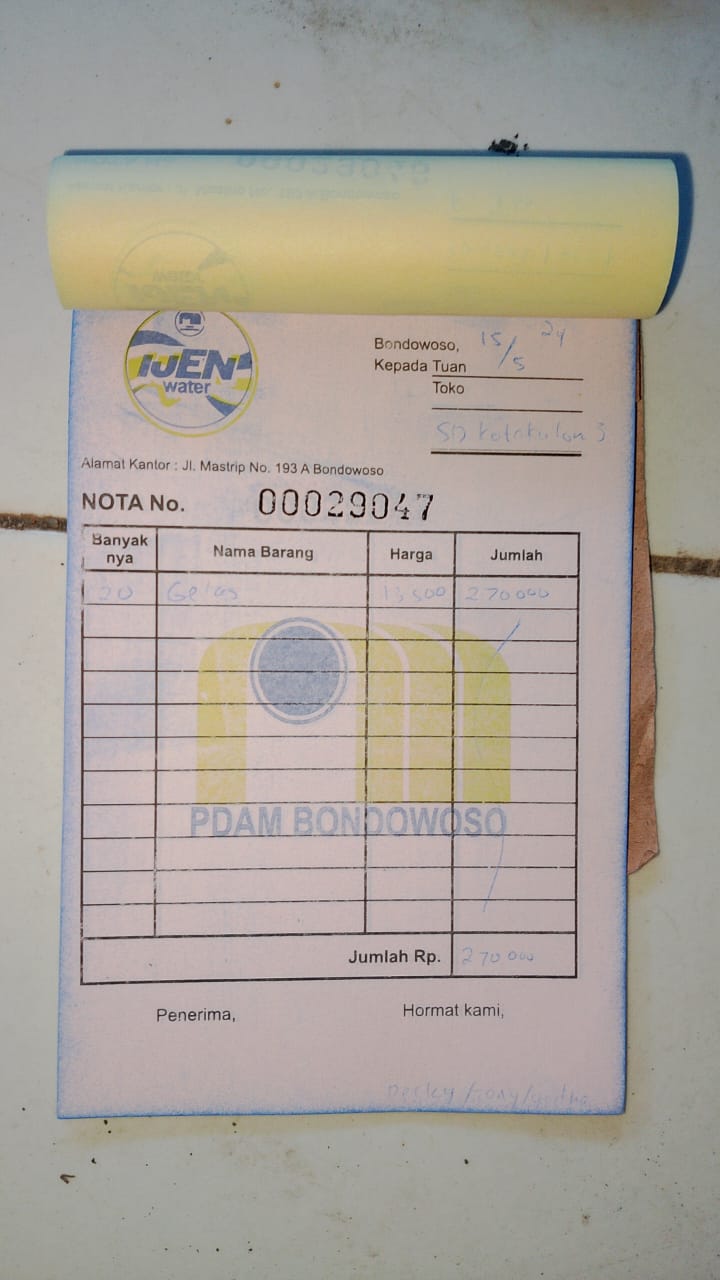 00029046
IJEN
water
Bondowoso, 15/5 24
Kepada Tuan
Toko
SD Kotakulon 3
Alamat Kantor : Jl. Mastrip No. 193 A Bondowoso
NOTA No. 00029047
Banyak nya Nama Barang Harga Jumlah
20 Gelas 13 500 270 000
PDAM BONDOWOSO
Jumlah Rp. 270 000
Penerima, Hormat kami,